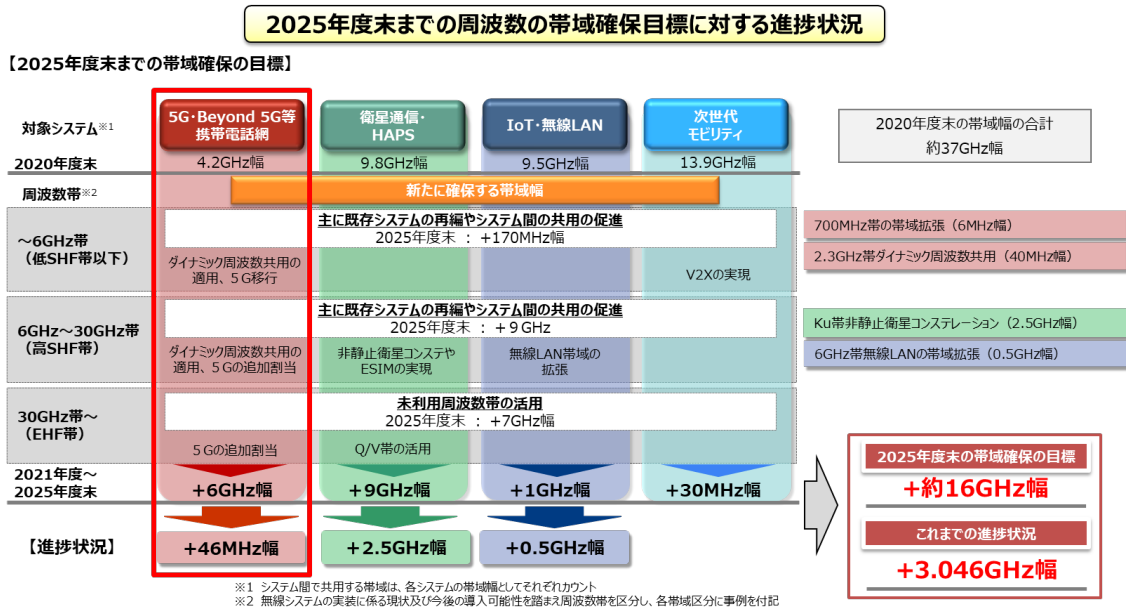 2025年度末までの周波数の帯域確保目標に対する進捗状況
【2025年度末までの帯域確保の目標】
対象システム※1
5G・Beyond 5G等
携帯電話網
衛星通信・
HAPS
IoT・無線LAN
次世代
モビリティ
2020年度末の帯域幅の合計
約37GHz幅
2020年度末
4.2GHz幅
9.8GHz幅
9.5GHz幅
13.9GHz幅
周波数帯※2
新たに確保する帯域幅
～6GHz帯
（低SHF帯以下）
主に既存システムの再編やシステム間の共用の促進
2025年度末 ： +170MHz幅
ダイナミック周波数共用の
適用、５G移行
V2Xの実現
700MHz帯の帯域拡張（6MHz幅）
2.3GHz帯ダイナミック周波数共用（40MHz幅）
6GHz～30GHz帯
（高SHF帯）
主に既存システムの再編やシステム間の共用の促進
2025年度末 ： +９GHz
ダイナミック周波数共用の
適用、５Gの追加割当
非静止衛星コンステや
ESIMの実現
無線LAN帯域の
拡張
Ku帯非静止衛星コンステレーション（2.5GHz幅）
6GHz帯無線LANの帯域拡張（0.5GHz幅）
30GHz帯～
（EHF帯）
未利用周波数帯の活用
2025年度末 ： +7GHz幅
５Gの追加割当
Q/V帯の活用
2021年度～
2025年度末
+6GHz幅
+9GHz幅
+1GHz幅
+30MHz幅
【進捗状況】
+46MHz幅
+2.5GHz幅
+0.5GHz幅
2025年度末の帯域確保の目標
+約16GHz幅
これまでの進捗状況
+3.046GHz幅
※1 システム間で共用する帯域は、各システムの帯域幅としてそれぞれカウント
※2 無線システムの実装に係る現状及び今後の導入可能性を踏まえ周波数帯を区分し、各帯域区分に事例を付記